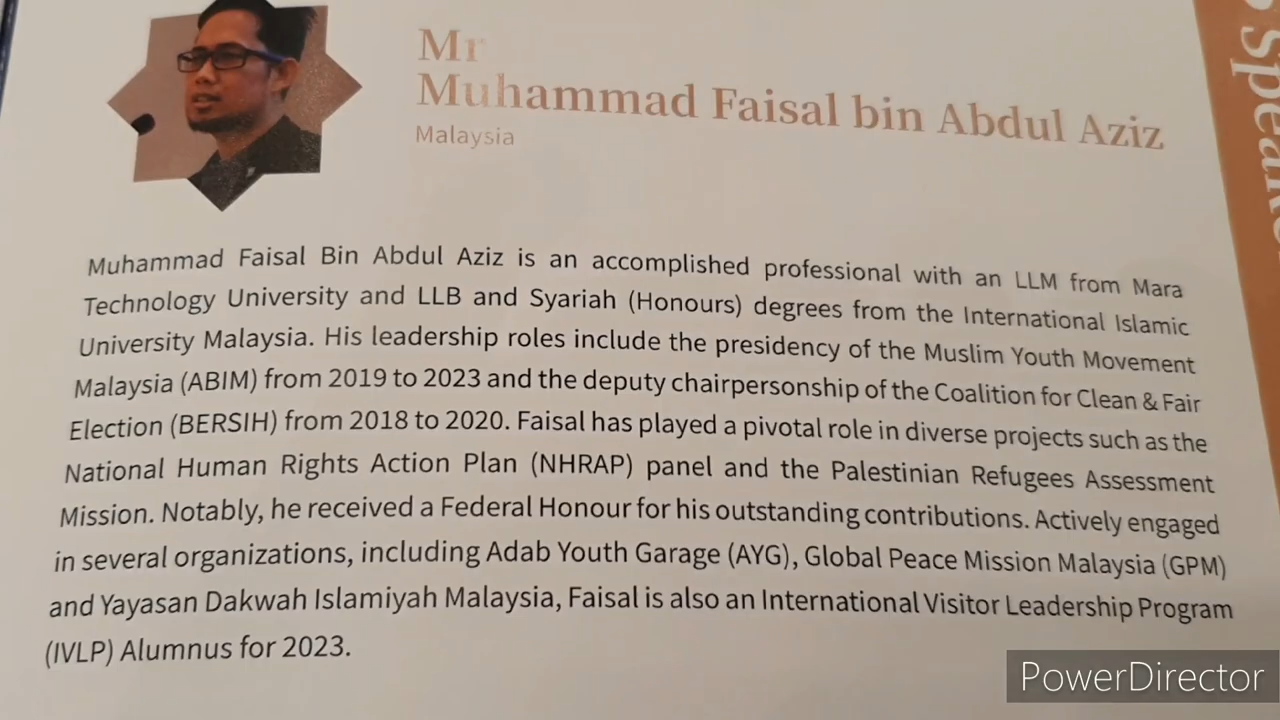 Mr
Muhammad Faisal bin Abdul Aziz
Malaysia
Muhammad Faisal Bin Abdul Aziz is an accomplished professional with an LLM from Mara
Technology University and LLB and Syariah (Honours) degrees from the International Islamic
University Malaysia. His leadership roles include the presidency of the Muslim Youth Movement
Malaysia (ABIM) from 2019 to 2023 and the deputy chairpersonship of the Coalition for Clean & Fair
Election (BERSIH) from 2018 to 2020. Faisal has played a pivotal role in diverse projects such as the
National Human Rights Action Plan (NHRAP) panel and the Palestinian Refugees Assessment
Mission. Notably, he received a Federal Honour for his outstanding contributions. Actively engaged
in several organizations, including Adab Youth Garage (AYG), Global Peace Mission Malaysia (GPM)
and Yayasan Dakwah Islamiyah Malaysia, Faisal is also an International Visitor Leadership Program
(IVLP) Alumnus for 2023.
PowerDirector